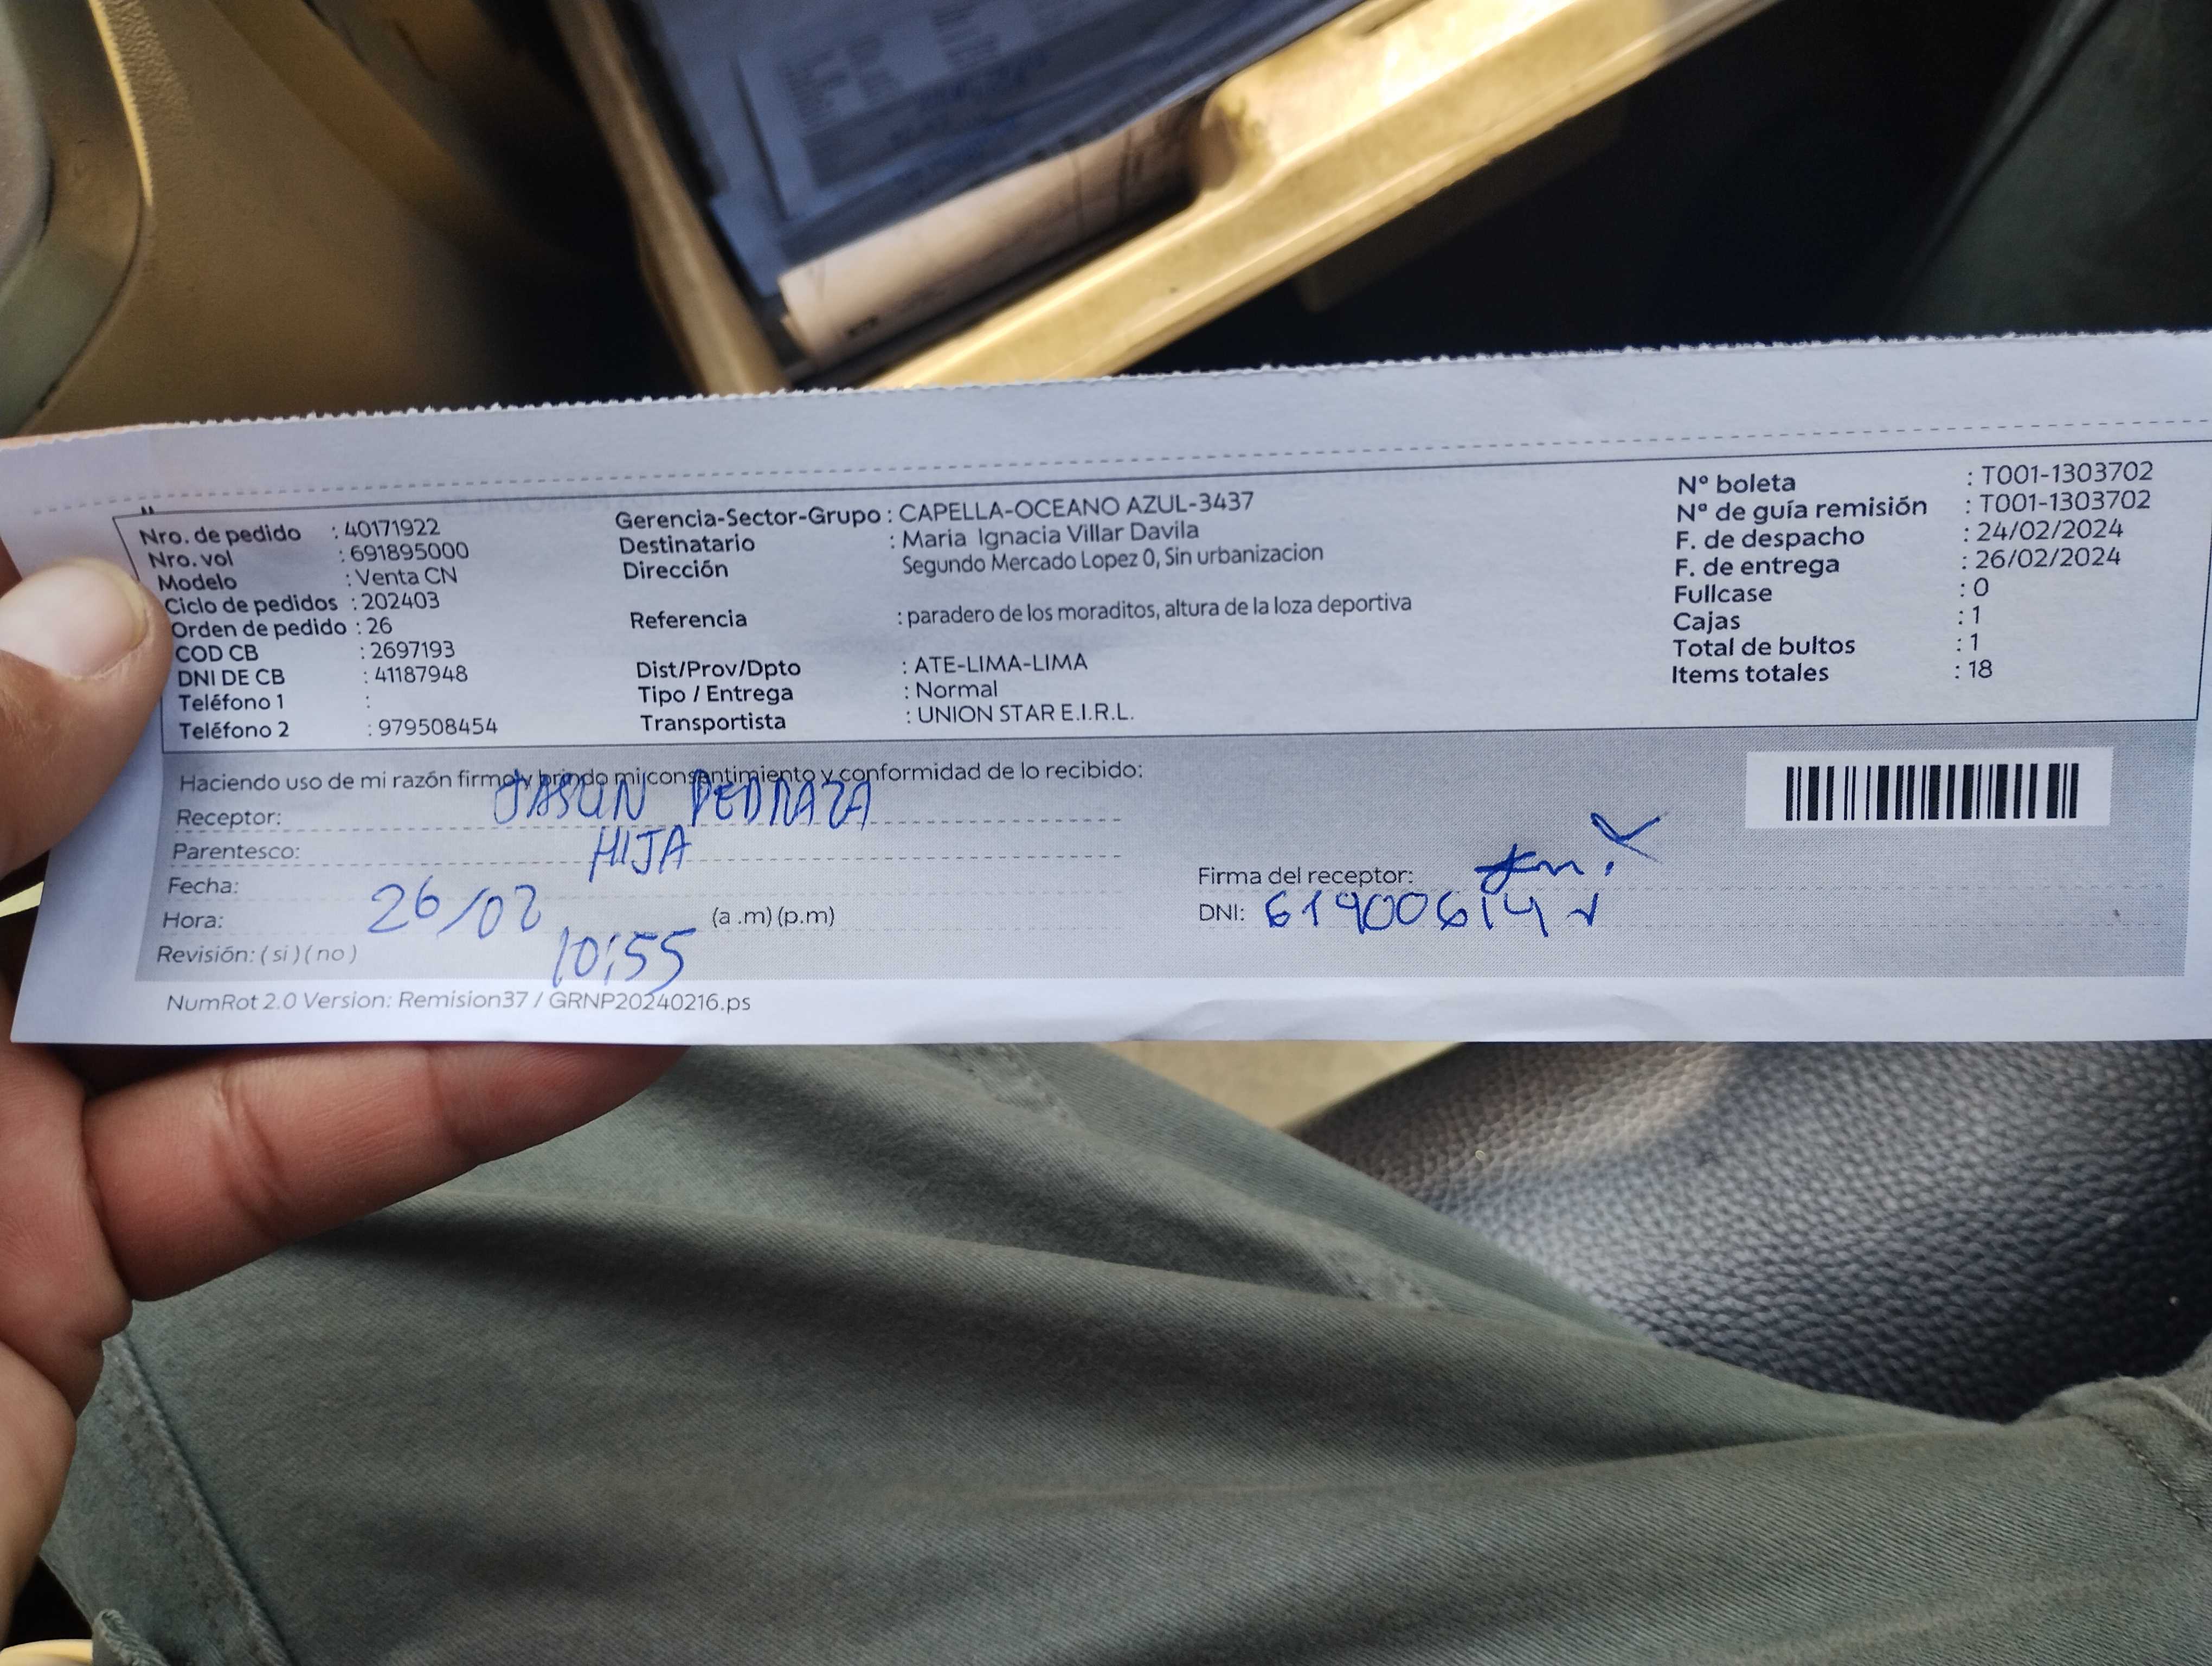 Nro. de pedido : 40171922
Nro. vol : 691895000
Modelo : Venta CN
Ciclo de pedidos : 202403
Orden de pedido : 26
COD CB : 2697193
DNI DE CB : 41187948
Teléfono 1 :
Teléfono 2 : 979508454
Gerencia-Sector-Grupo : CAPELLA-OCEANO AZUL-3437
Destinatario : Maria Ignacia Villar Davila
Dirección Segundo Mercado Lopez 0, Sin urbanizacion
Referencia : paradero de los moraditos, altura de la loza deportiva
Dist/Prov/Dpto : ATE-LIMA-LIMA
Tipo / Entrega : Normal
Transportista : UNION STAR E.I.R.L.
Nº boleta : T001-1303702
Nº de guía remisión : T001-1303702
F. de despacho : 24/02/2024
F. de entrega : 26/02/2024
Fullcase : 0
Cajas : 1
Total de bultos : 1
Items totales : 18
Haciendo uso de mi razón firmo y brindo mi consentimiento y conformidad de lo recibido:
Receptor: PEDRAZA
Parentesco: HIJA
Fecha: 26/02
Hora: 10:55 (a .m) (p.m)
Revisión: ( si ) ( no )
Firma del receptor:
DNI: 61900614
NumRot 2.0 Version: Remision37 / GRNP20240216.ps